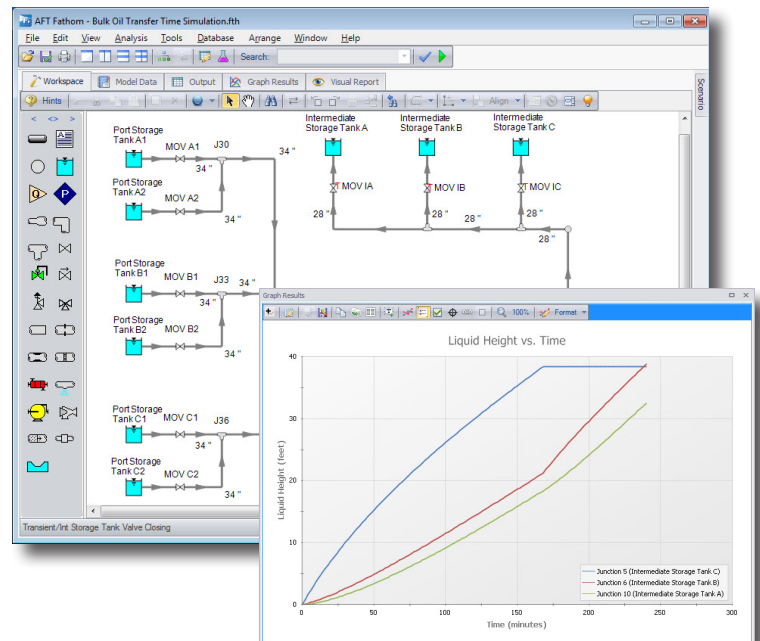 AFT Fathom - Bulk Oil Transfer Time Simulation.fth
File Edit View Analysis Tools Database Arrange Window Help
Search:
Workspace Model Data Output Graph Results Visual Report
Hints
Align
Scenario
Port Storage
Tank A1
MOV A1
J30
34 "
Port Storage
Tank A2
MOV A2
34 "
Intermediate
Storage Tank A
Intermediate
Storage Tank B
Intermediate
Storage Tank C
MOV IA
MOV IB
MOV IC
28 "
28 "
28 "
28 "
28 "
Port Storage
Tank B1
MOV B1
J33
34 "
34 "
Port Storage
Tank B2
MOV B2
34 "
Port Storage
Tank C1
MOV C1
J36
34 "
Port Storage
Tank C2
MOV C2
34 "
Q
P
Transient/Int Storage Tank Valve Closing
Graph Results
100%
Format
Liquid Height vs. Time
Liquid Height (feet)
40
30
20
10
0
0 50 100 150 200 250 300
Time (minutes)
Junction 5 (Intermediate Storage Tank C)
Junction 6 (Intermediate Storage Tank B)
Junction 10 (Intermediate Storage Tank A)